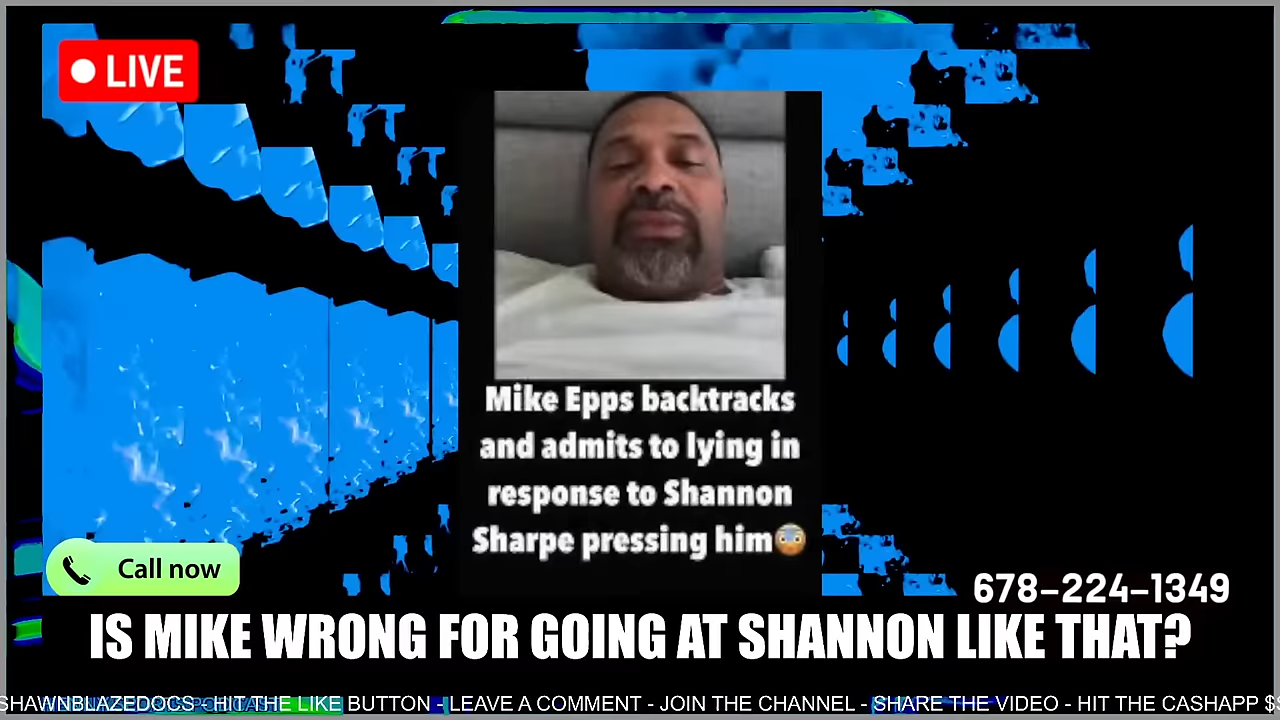 LIVE
Mike Epps backtracks
and admits to lying in
response to Shannon
Sharpe pressing him
Call now
678-224-1349
IS MIKE WRONG FOR GOING AT SHANNON LIKE THAT?
SHAWNBLAZEDOCS - HIT THE LIKE BUTTON - LEAVE A COMMENT - JOIN THE CHANNEL - SHARE THE VIDEO - HIT THE CASHAPP $